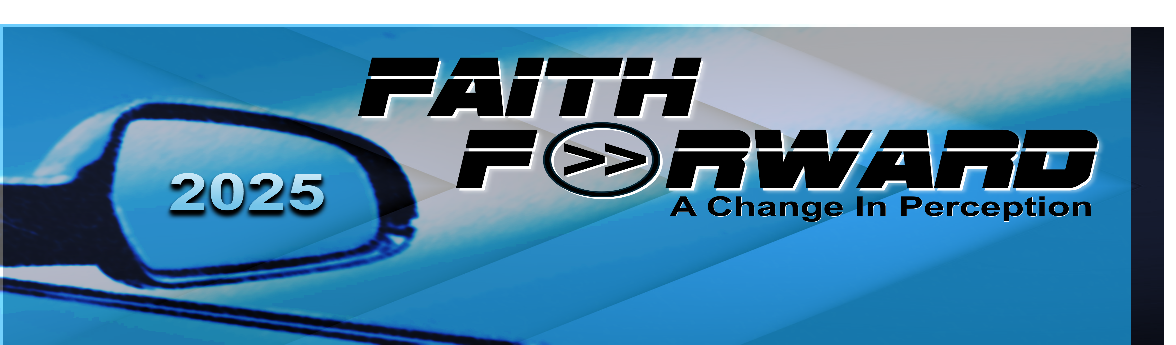 2025
FAITH
F>>RWARD
A Change In Perception